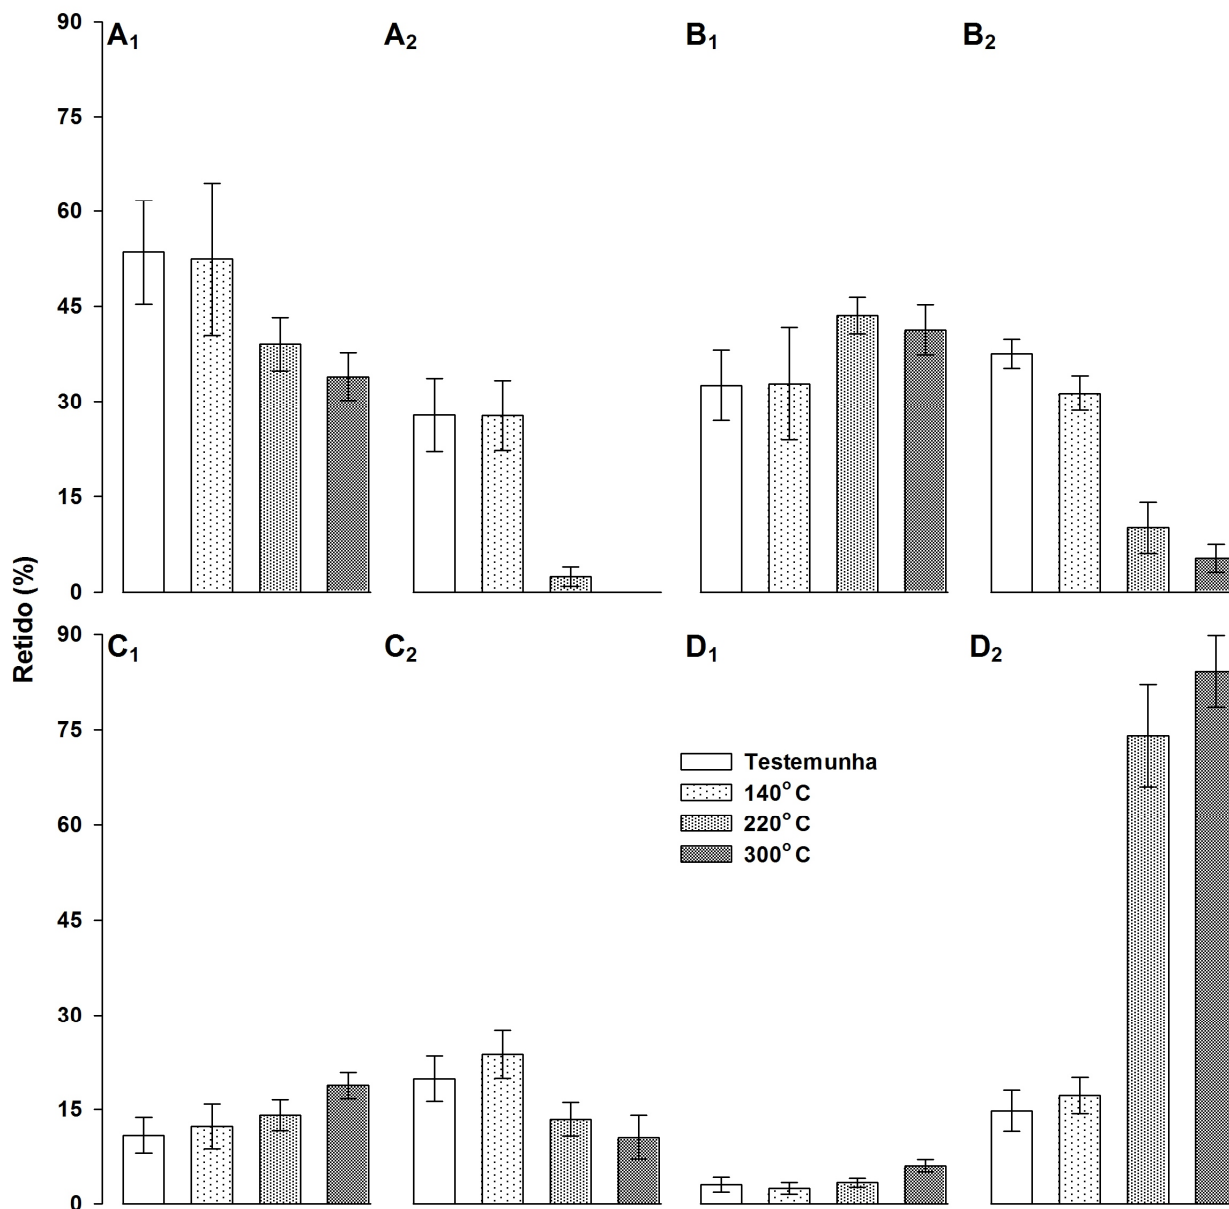 Retido (%)
90
75
60
45
30
15
0
A₁
A₂
B₁
B₂
90
75
60
45
30
15
0
C₁
C₂
D₁
D₂
Testemunha
140°C
220°C
300°C